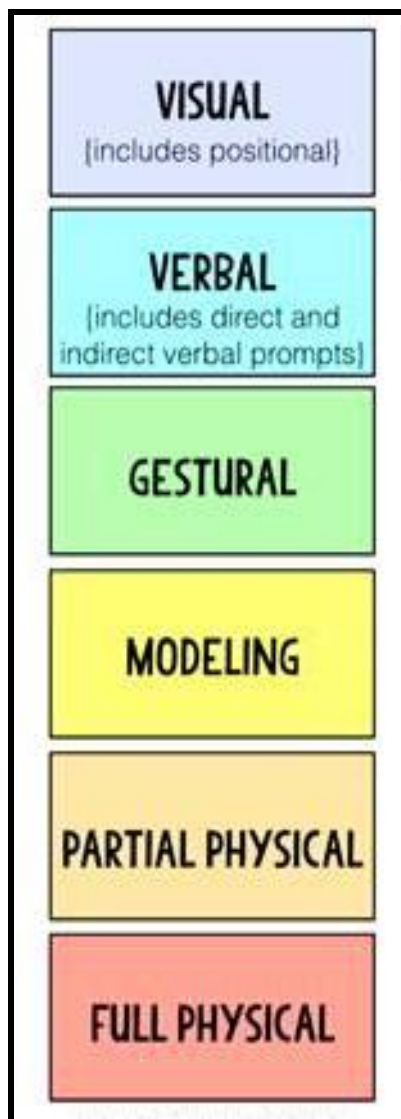 VISUAL
{includes positional}
VERBAL
{includes direct and
indirect verbal prompts}
GESTURAL
MODELING
PARTIAL PHYSICAL
FULL PHYSICAL